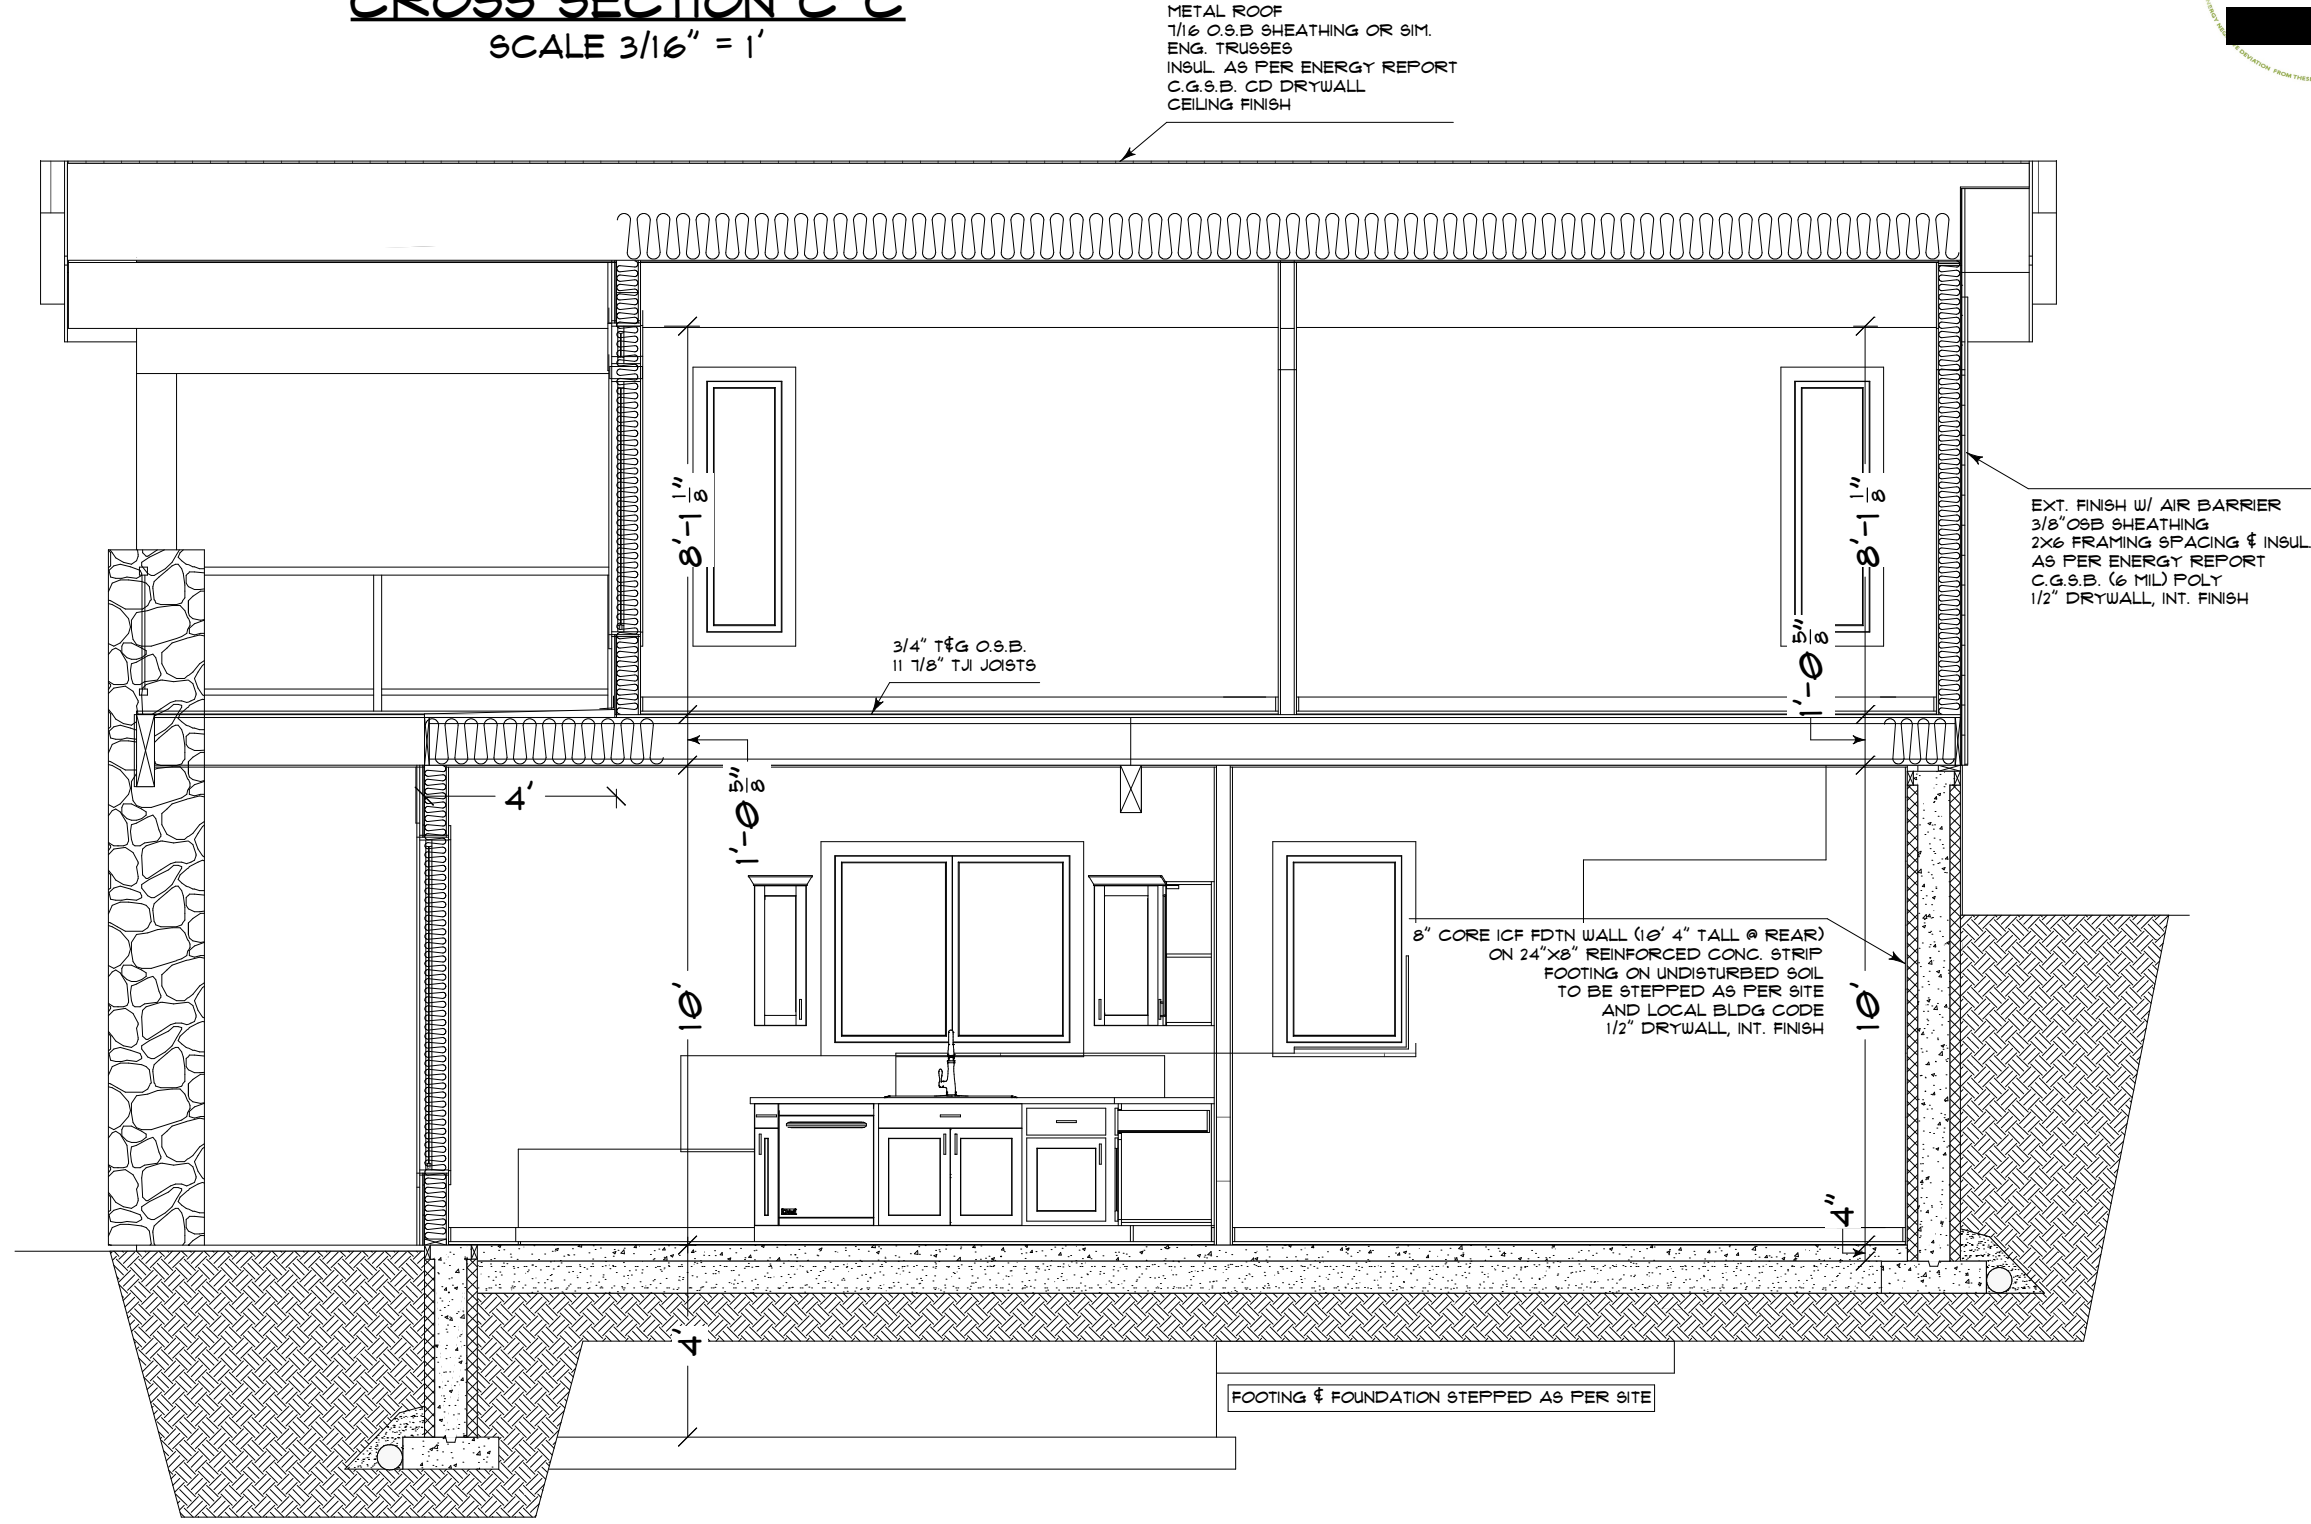 CROSS SECTION C-C
SCALE 3/16" = 1'
METAL ROOF
7/16 O.S.B SHEATHING OR SIM.
ENG. TRUSSES
INSUL. AS PER ENERGY REPORT
C.G.S.B. CD DRYWALL
CEILING FINISH
DEVIATION FROM THESE
8'-1 1/8"
8'-1 1/8"
EXT. FINISH W/ AIR BARRIER
3/8"OSB SHEATHING
2X6 FRAMING SPACING & INSUL.
AS PER ENERGY REPORT
C.G.S.B. (6 MIL) POLY
1/2" DRYWALL, INT. FINISH
3/4" T&G O.S.B.
11 7/8" TJI JOISTS
1'-0 5/8"
4'
1'-0 5/8"
8" CORE ICF FDTN WALL (10' 4" TALL @ REAR)
ON 24"X8" REINFORCED CONC. STRIP
FOOTING ON UNDISTURBED SOIL
TO BE STEPPED AS PER SITE
AND LOCAL BLDG CODE
1/2" DRYWALL, INT. FINISH
10'
10'
4"
4'
FOOTING & FOUNDATION STEPPED AS PER SITE